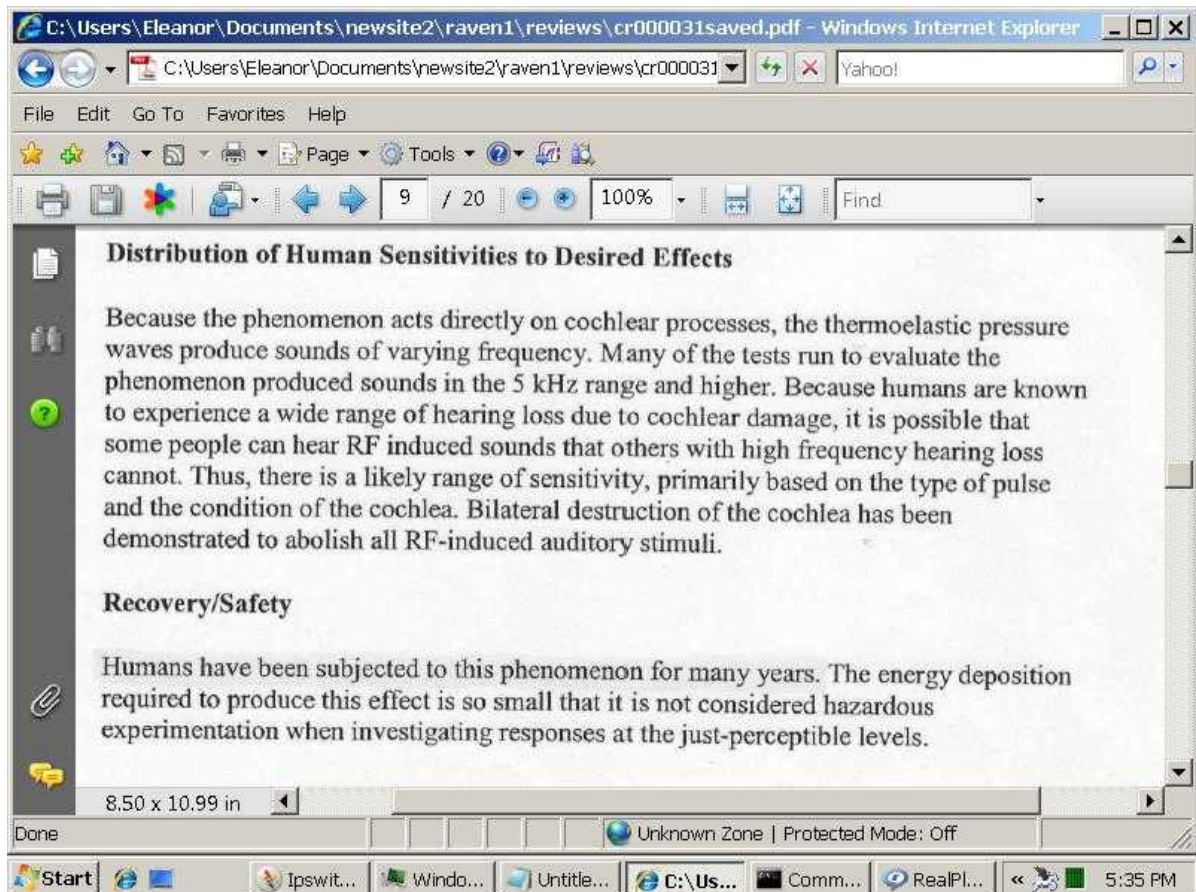 C:\Users\Eleanor\Documents\newsite2\raven1\reviews\cr000031saved.pdf - Windows Internet Explorer
C:\Users\Eleanor\Documents\newsite2\raven1\reviews\cr000031
Yahoo!
File Edit Go To Favorites Help
Page Tools
9 / 20 100% Find
Distribution of Human Sensitivities to Desired Effects
Because the phenomenon acts directly on cochlear processes, the thermoelastic pressure
waves produce sounds of varying frequency. Many of the tests run to evaluate the
phenomenon produced sounds in the 5 kHz range and higher. Because humans are known
to experience a wide range of hearing loss due to cochlear damage, it is possible that
some people can hear RF induced sounds that others with high frequency hearing loss
cannot. Thus, there is a likely range of sensitivity, primarily based on the type of pulse
and the condition of the cochlea. Bilateral destruction of the cochlea has been
demonstrated to abolish all RF-induced auditory stimuli.
Recovery/Safety
Humans have been subjected to this phenomenon for many years. The energy deposition
required to produce this effect is so small that it is not considered hazardous
experimentation when investigating responses at the just-perceptible levels.
8.50 x 10.99 in
Done Unknown Zone | Protected Mode: Off
Start Ipswit... Windo... Untitle... C:\Us... Comm... RealPl... « 5:35 PM